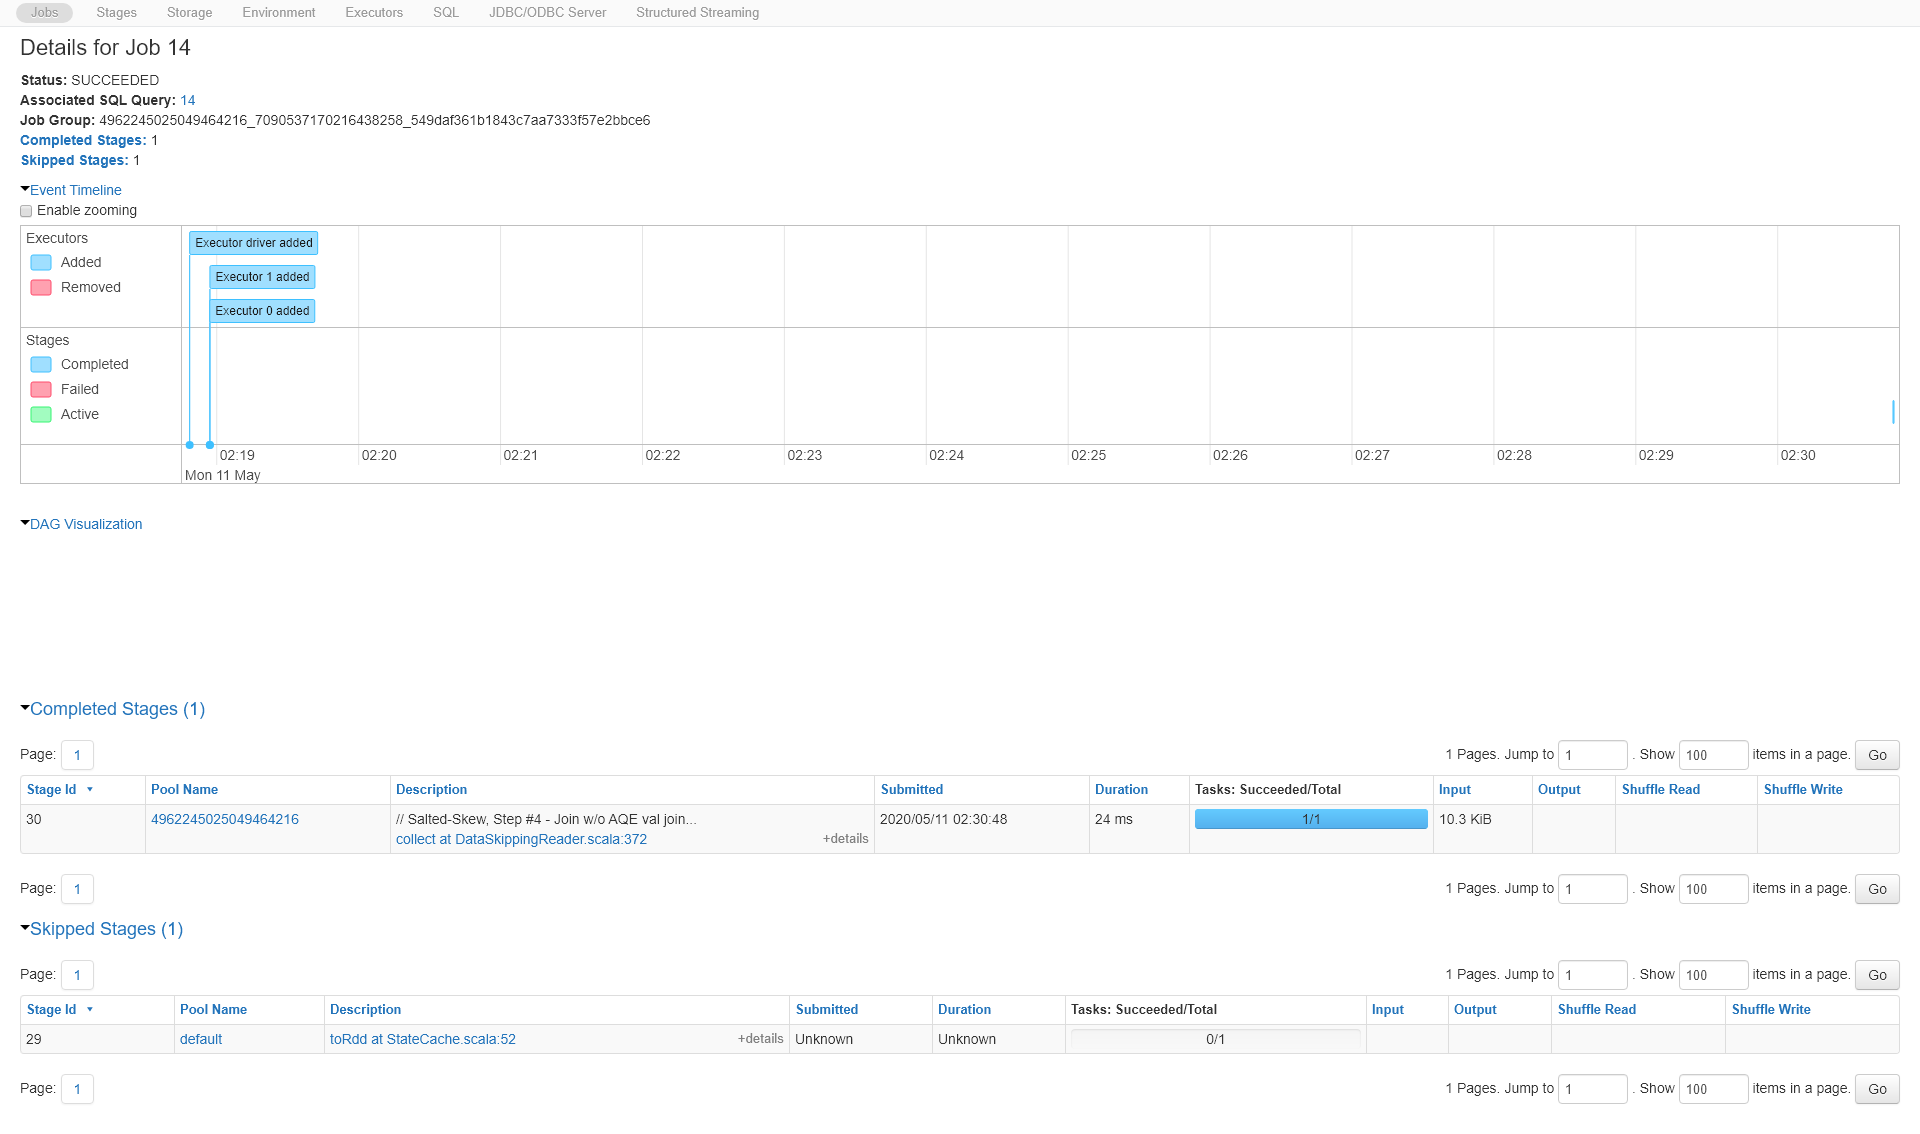 Jobs Stages Storage Environment Executors SQL JDBC/ODBC Server Structured Streaming
Details for Job 14
Status: SUCCEEDED
Associated SQL Query: 14
Job Group: 4962245025049464216_7090537170216438258_549daf361b1843c7aa7333f57e2bbce6
Completed Stages: 1
Skipped Stages: 1
Event Timeline
Enable zooming
Executors
Added
Removed
Executor driver added
Executor 1 added
Executor 0 added
Stages
Completed
Failed
Active
02:19 02:20 02:21 02:22 02:23 02:24 02:25 02:26 02:27 02:28 02:29 02:30
Mon 11 May
DAG Visualization
Completed Stages (1)
Page: 1 1 Pages. Jump to 1 . Show 100 items in a page. Go
Stage Id Pool Name Description Submitted Duration Tasks: Succeeded/Total Input Output Shuffle Read Shuffle Write
30 4962245025049464216 // Salted-Skew, Step #4 - Join w/o AQE val join... 2020/05/11 02:30:48 24 ms 1/1 10.3 KiB
collect at DataSkippingReader.scala:372 +details
Page: 1 1 Pages. Jump to 1 . Show 100 items in a page. Go
Skipped Stages (1)
Page: 1 1 Pages. Jump to 1 . Show 100 items in a page. Go
Stage Id Pool Name Description Submitted Duration Tasks: Succeeded/Total Input Output Shuffle Read Shuffle Write
29 default toRdd at StateCache.scala:52 +details Unknown Unknown 0/1
Page: 1 1 Pages. Jump to 1 . Show 100 items in a page. Go